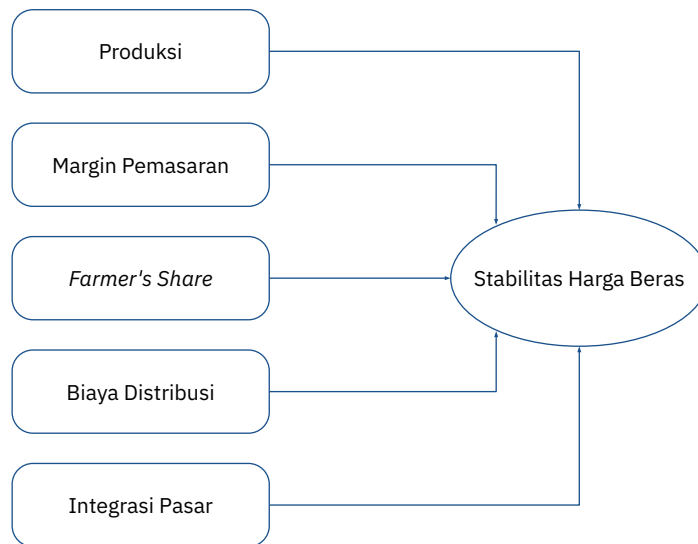 Produksi
Margin Pemasaran
Farmer's Share
Stabilitas Harga Beras
Biaya Distribusi
Integrasi Pasar